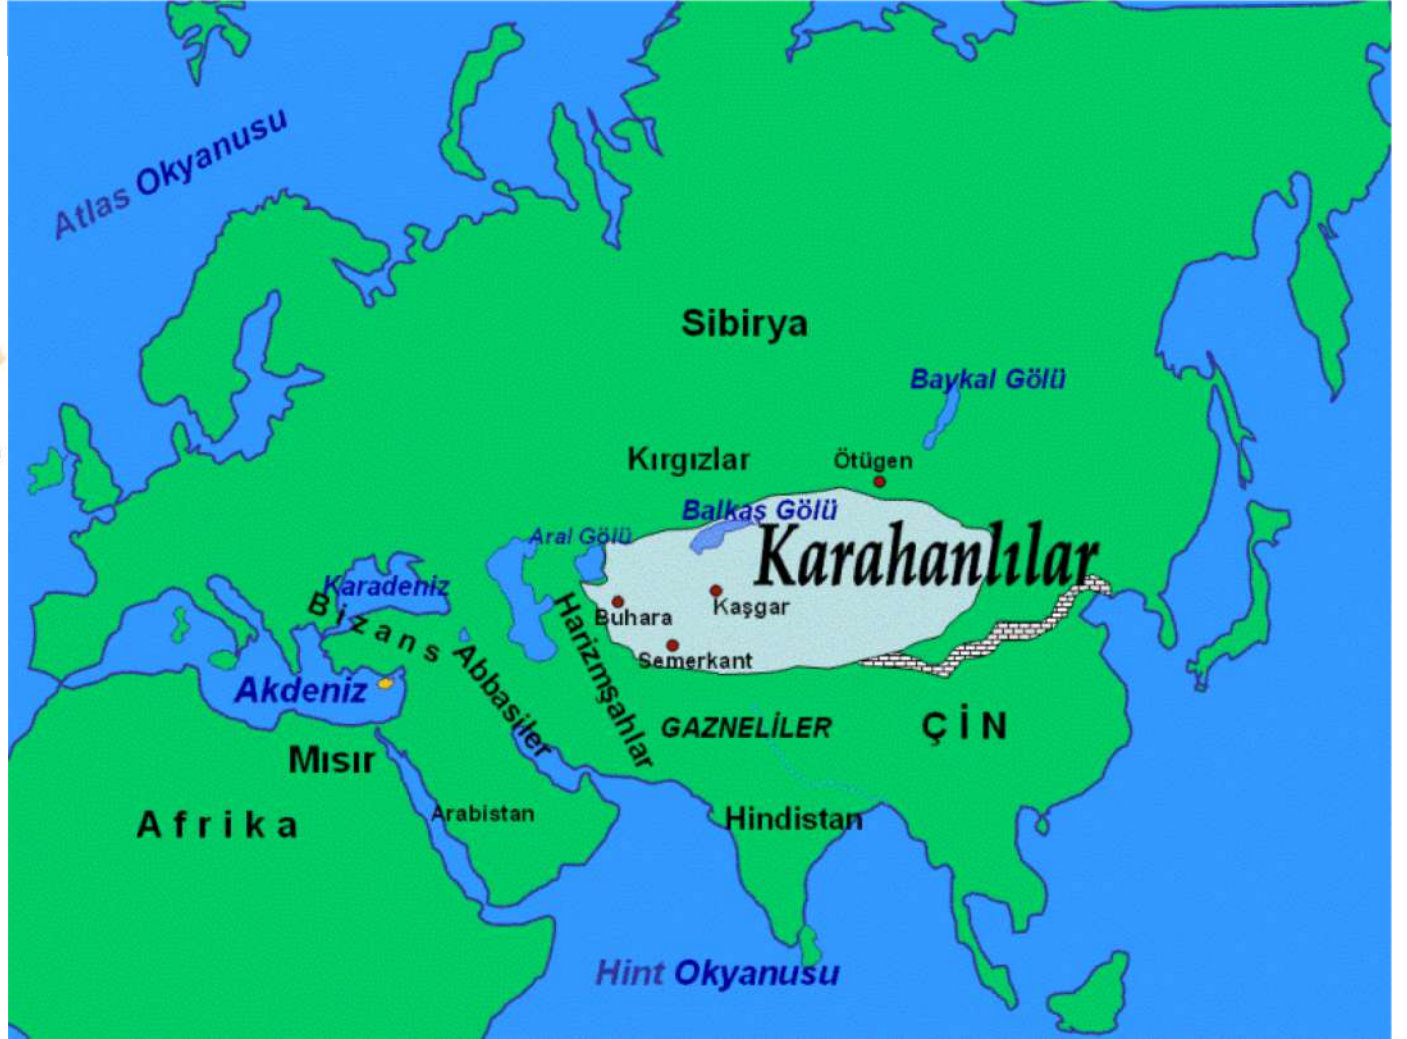 Atlas Okyanusu
Sibirya
Baykal Gölü
Kırgızlar
Ötügen
Balkaş Gölü
Aral Gölü
Karahanlılar
Karadeniz
Bizans
Buhara
Kaşgar
Harizmşahlar
Semerkant
Abbasiler
Akdeniz
GAZNELİLER
ÇİN
Mısır
Arabistan
Afrika
Hindistan
Hint Okyanusu